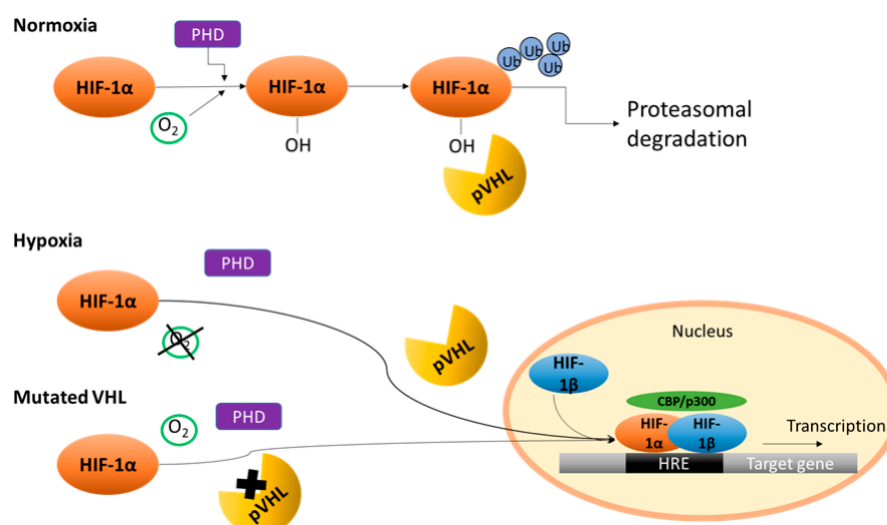 Normoxia
PHD
HIF-1α
O2
HIF-1α
OH
HIF-1α
OH
pVHL
Ub
Ub
Ub
Ub
Ub
Proteasomal
degradation
Hypoxia
PHD
HIF-1α
O2
pVHL
Mutated VHL
O2
PHD
HIF-1α
pVHL
Nucleus
HIF-
1β
CBP/p300
HIF-
1α
HIF-
1β
Transcription
HRE
Target gene